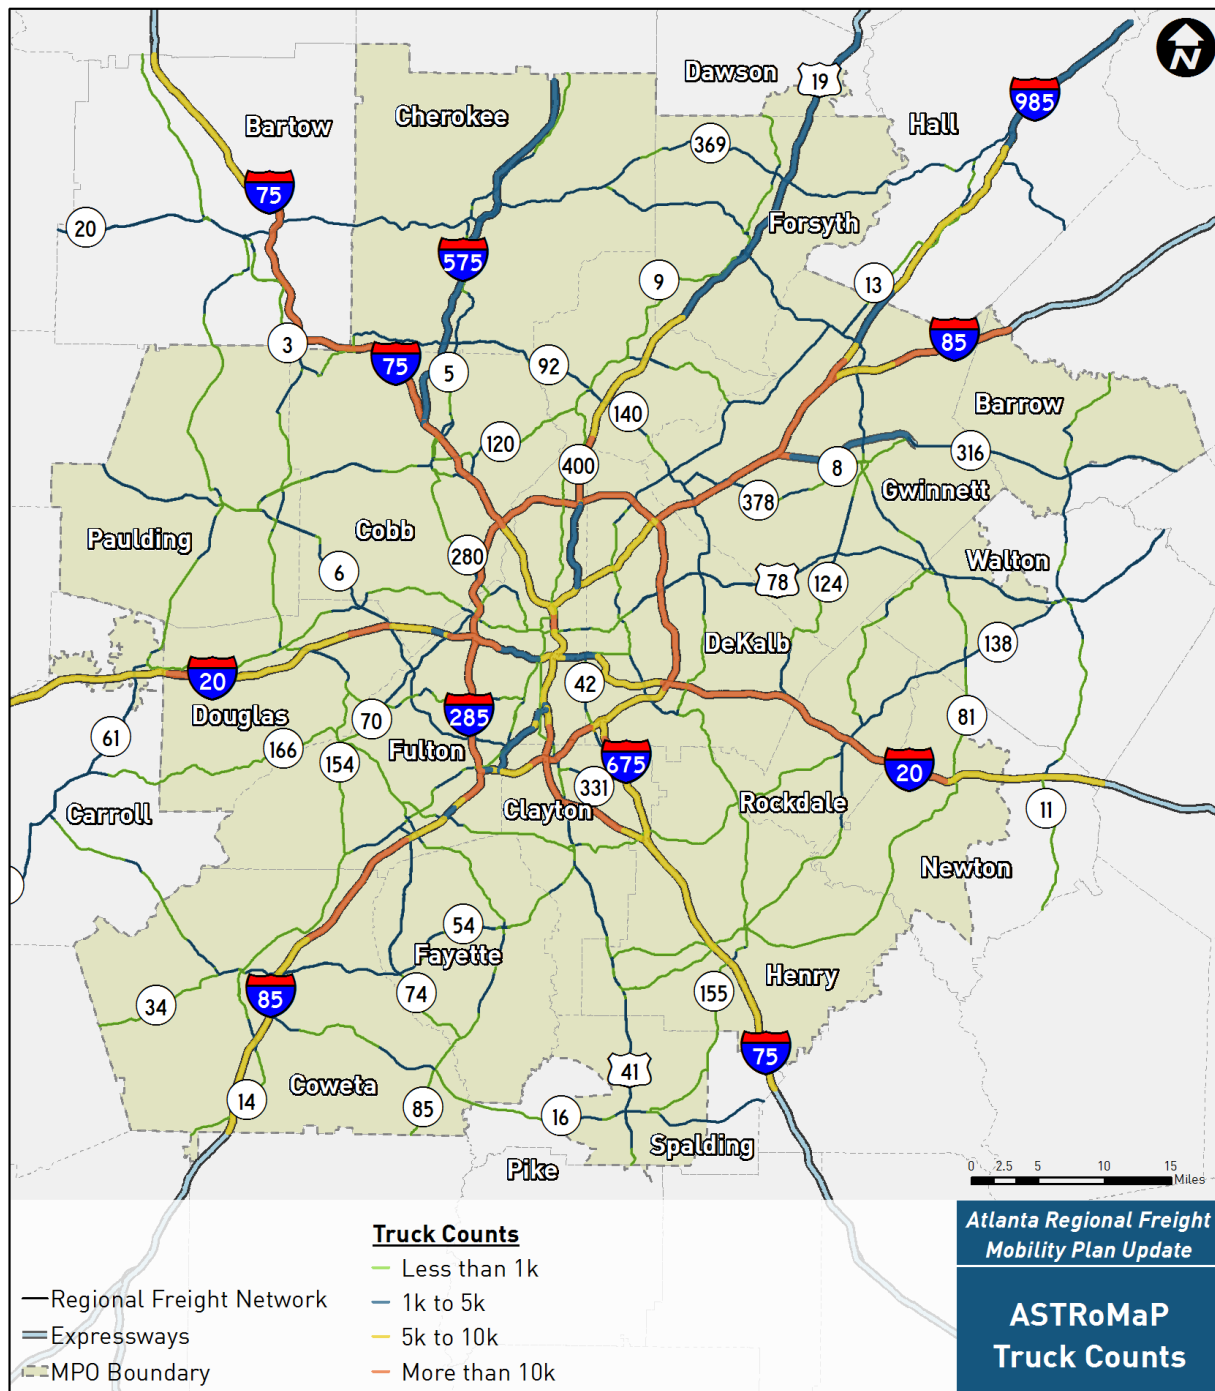 N
Dawson
19
985
Hall
Cherokee
Bartow
369
75
20
Forsyth
575
9
13
3
85
75
5
92
Barrow
140
120
400
316
8
Gwinnett
378
Paulding
Cobb
280
Walton
6
78
124
DeKalb
138
20
42
Douglas
70
285
81
61
166
Fulton
154
675
20
331
Rockdale
Carroll
Clayton
11
Newton
54
Fayette
Henry
34
85
74
155
75
41
Coweta
14
85
16
Spalding
Pike
0 2.5 5 10 15
Miles
Truck Counts
Less than 1k
1k to 5k
5k to 10k
More than 10k
Regional Freight Network
Expressways
MPO Boundary
Atlanta Regional Freight
Mobility Plan Update
ASTRoMaP
Truck Counts